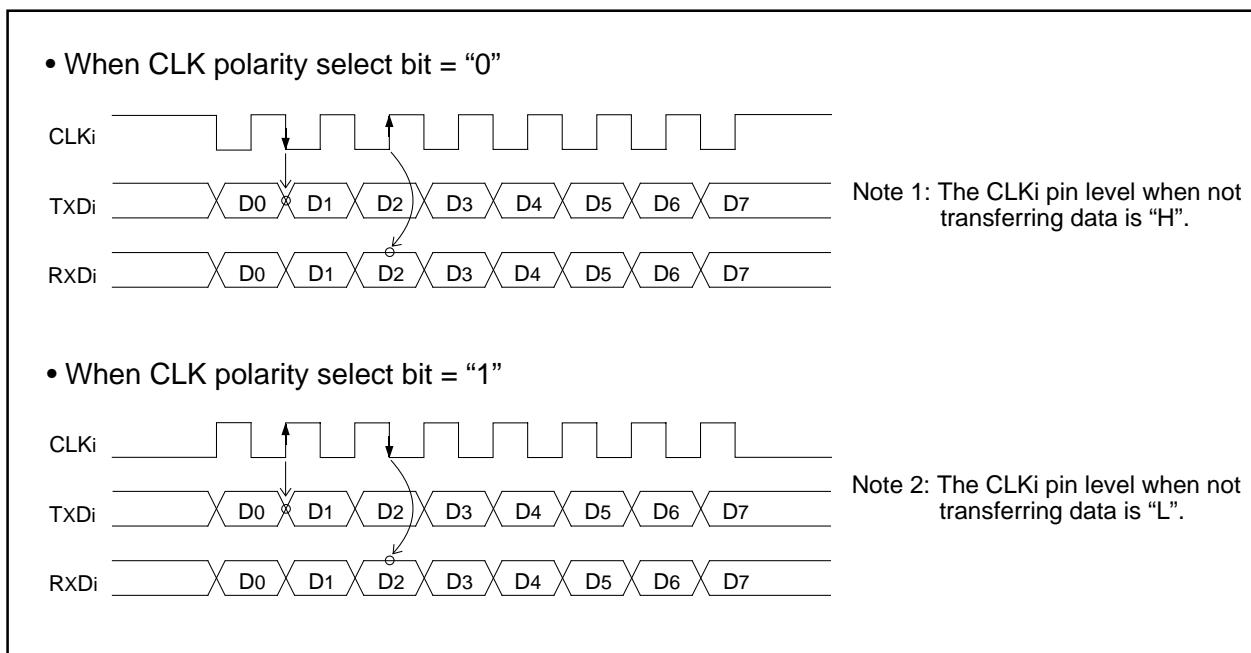 • When CLK polarity select bit = “0”
CLKi
TXDi D0 D1 D2 D3 D4 D5 D6 D7
RXDi D0 D1 D2 D3 D4 D5 D6 D7
Note 1: The CLKi pin level when not
transferring data is “H”.
• When CLK polarity select bit = “1”
CLKi
TXDi D0 D1 D2 D3 D4 D5 D6 D7
RXDi D0 D1 D2 D3 D4 D5 D6 D7
Note 2: The CLKi pin level when not
transferring data is “L”.